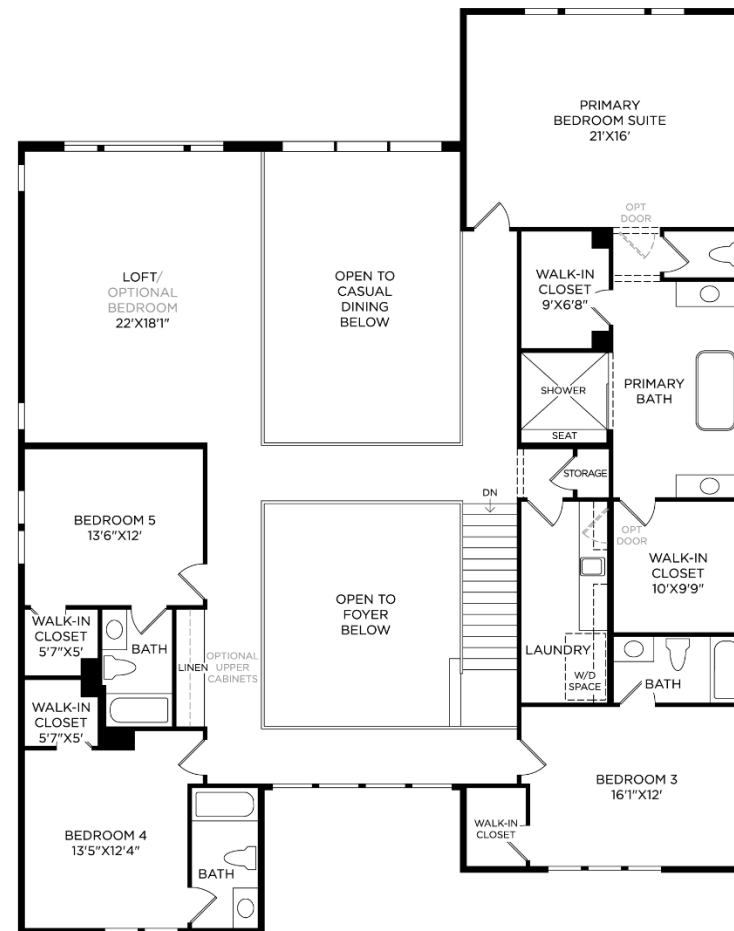 PRIMARY
BEDROOM SUITE
21'X16'
OPT
DOOR
LOFT/
OPTIONAL
BEDROOM
22'X18'1"
OPEN TO
CASUAL
DINING
BELOW
WALK-IN
CLOSET
9'X6'8"
SHOWER
SEAT
PRIMARY
BATH
STORAGE
DN
BEDROOM 5
13'6"X12'
OPT
DOOR
WALK-IN
CLOSET
10'X9'9"
OPEN TO
FOYER
BELOW
WALK-IN
CLOSET
5'7"X5'
BATH
LINEN
OPTIONAL
UPPER
CABINETS
LAUNDRY
W/D
SPACE
BATH
WALK-IN
CLOSET
5'7"X5'
BEDROOM 3
16'1"X12'
WALK-IN
CLOSET
BEDROOM 4
13'5"X12'4"
BATH